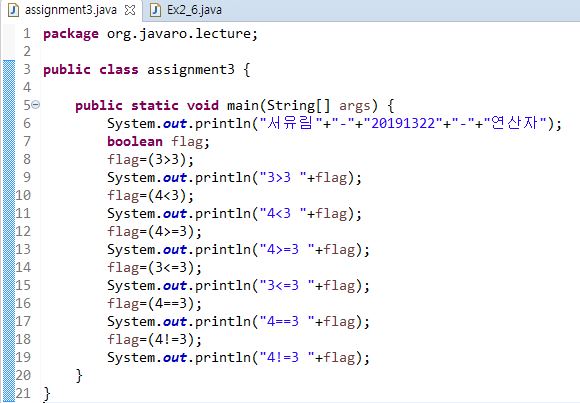 assignment3.java Ex2_6.java
1 package org.javaro.lecture;
2
3 public class assignment3 {
4
5 public static void main(String[] args) {
6 System.out.println("서유림"+"-"+"20191322"+"-"+"연산자");
7 boolean flag;
8 flag=(3>3);
9 System.out.println("3>3 "+flag);
10 flag=(4<3);
11 System.out.println("4<3 "+flag);
12 flag=(4>=3);
13 System.out.println("4>=3 "+flag);
14 flag=(3<=3);
15 System.out.println("3<=3 "+flag);
16 flag=(4==3);
17 System.out.println("4==3 "+flag);
18 flag=(4!=3);
19 System.out.println("4!=3 "+flag);
20 }
21 }